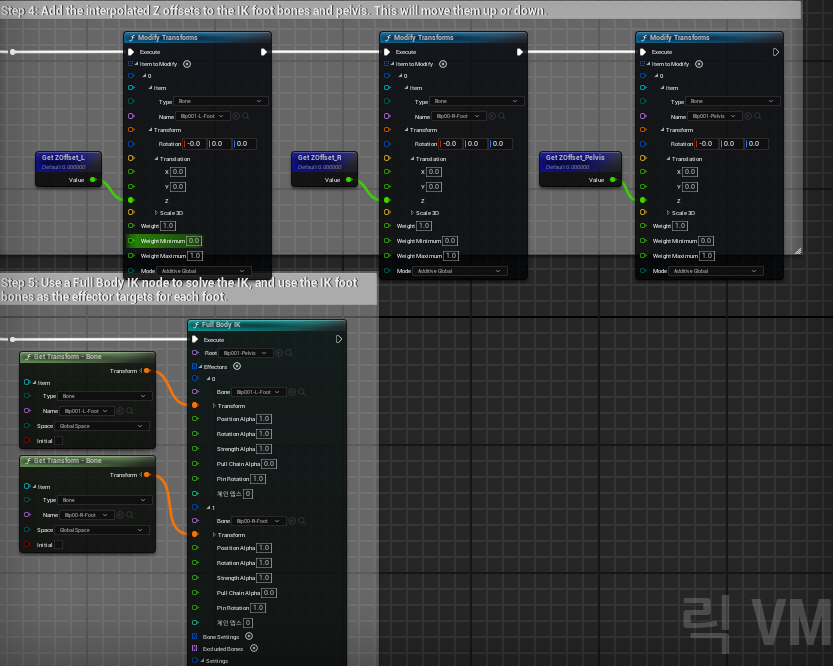 Step 4: Add the interpolated Z offsets to the IK foot bones and pelvis. This will move them up or down.
Modify Transforms
Execute
Item to Modify
0
Item
Type Bone
Name Bip001-L-Foot
Transform
Rotation -0.0 0.0 0.0
Translation
X 0.0
Y 0.0
Z
Scale 3D
Weight 1.0
Weight Minimum 0.0
Weight Maximum 1.0
Mode Additive Global
Get ZOffset_L
Default 0.000000
Value
Modify Transforms
Execute
Item to Modify
0
Item
Type Bone
Name Bip00-R-Foot
Transform
Rotation -0.0 0.0 0.0
Translation
X 0.0
Y 0.0
Z
Scale 3D
Weight 1.0
Weight Minimum 0.0
Weight Maximum 1.0
Mode Additive Global
Get ZOffset_R
Default 0.000000
Value
Modify Transforms
Execute
Item to Modify
0
Item
Type Bone
Name Bip001-Pelvis
Transform
Rotation -0.0 0.0 0.0
Translation
X 0.0
Y 0.0
Z
Scale 3D
Weight 1.0
Weight Minimum 0.0
Weight Maximum 1.0
Mode Additive Global
Get ZOffset_Pelvis
Default 0.000000
Value
Step 5: Use a Full Body IK node to solve the IK, and use the IK foot
bones as the effector targets for each foot.
Get Transform - Bone
Transform
Item
Type Bone
Name Bip001-L-Foot
Space Global Space
Initial
Get Transform - Bone
Transform
Item
Type Bone
Name Bip00-R-Foot
Space Global Space
Initial
Full Body IK
Execute
Root Bip001-Pelvis
Effectors
0
Bone Bip001-L-Foot
Transform
Position Alpha 1.0
Rotation Alpha 1.0
Strength Alpha 1.0
Pull Chain Alpha 0.0
Pin Rotation 1.0
체인 뎁스 0
1
Bone Bip00-R-Foot
Transform
Position Alpha 1.0
Rotation Alpha 1.0
Strength Alpha 1.0
Pull Chain Alpha 0.0
Pin Rotation 1.0
체인 뎁스 0
Bone Settings
Excluded Bones
Settings
릭 VM